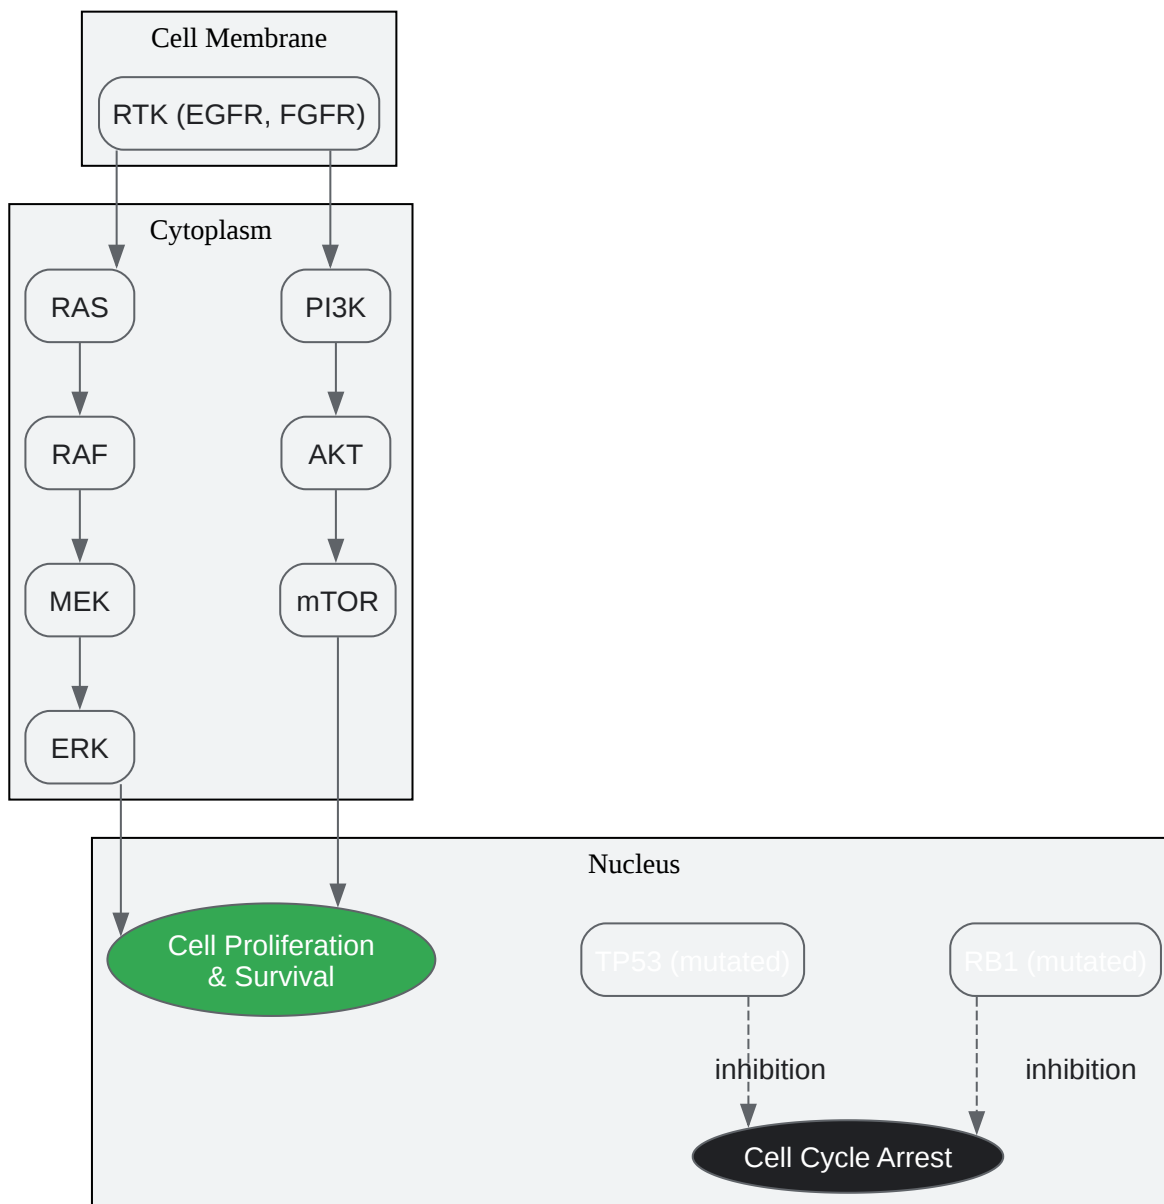 Cell Membrane
RTK (EGFR, FGFR)
Cytoplasm
RAS
PI3K
RAF
AKT
MEK
mTOR
ERK
Nucleus
Cell Proliferation
& Survival
TP53 (mutated)
RB1 (mutated)
inhibition
inhibition
Cell Cycle Arrest